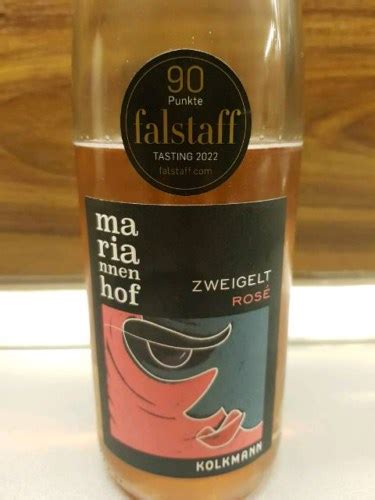 90
Punkte
falstaff
TASTING 2022
falstaff.com
ma
ria
nnen
hof
ZWEIGELT
ROSÉ
KOLKMANN